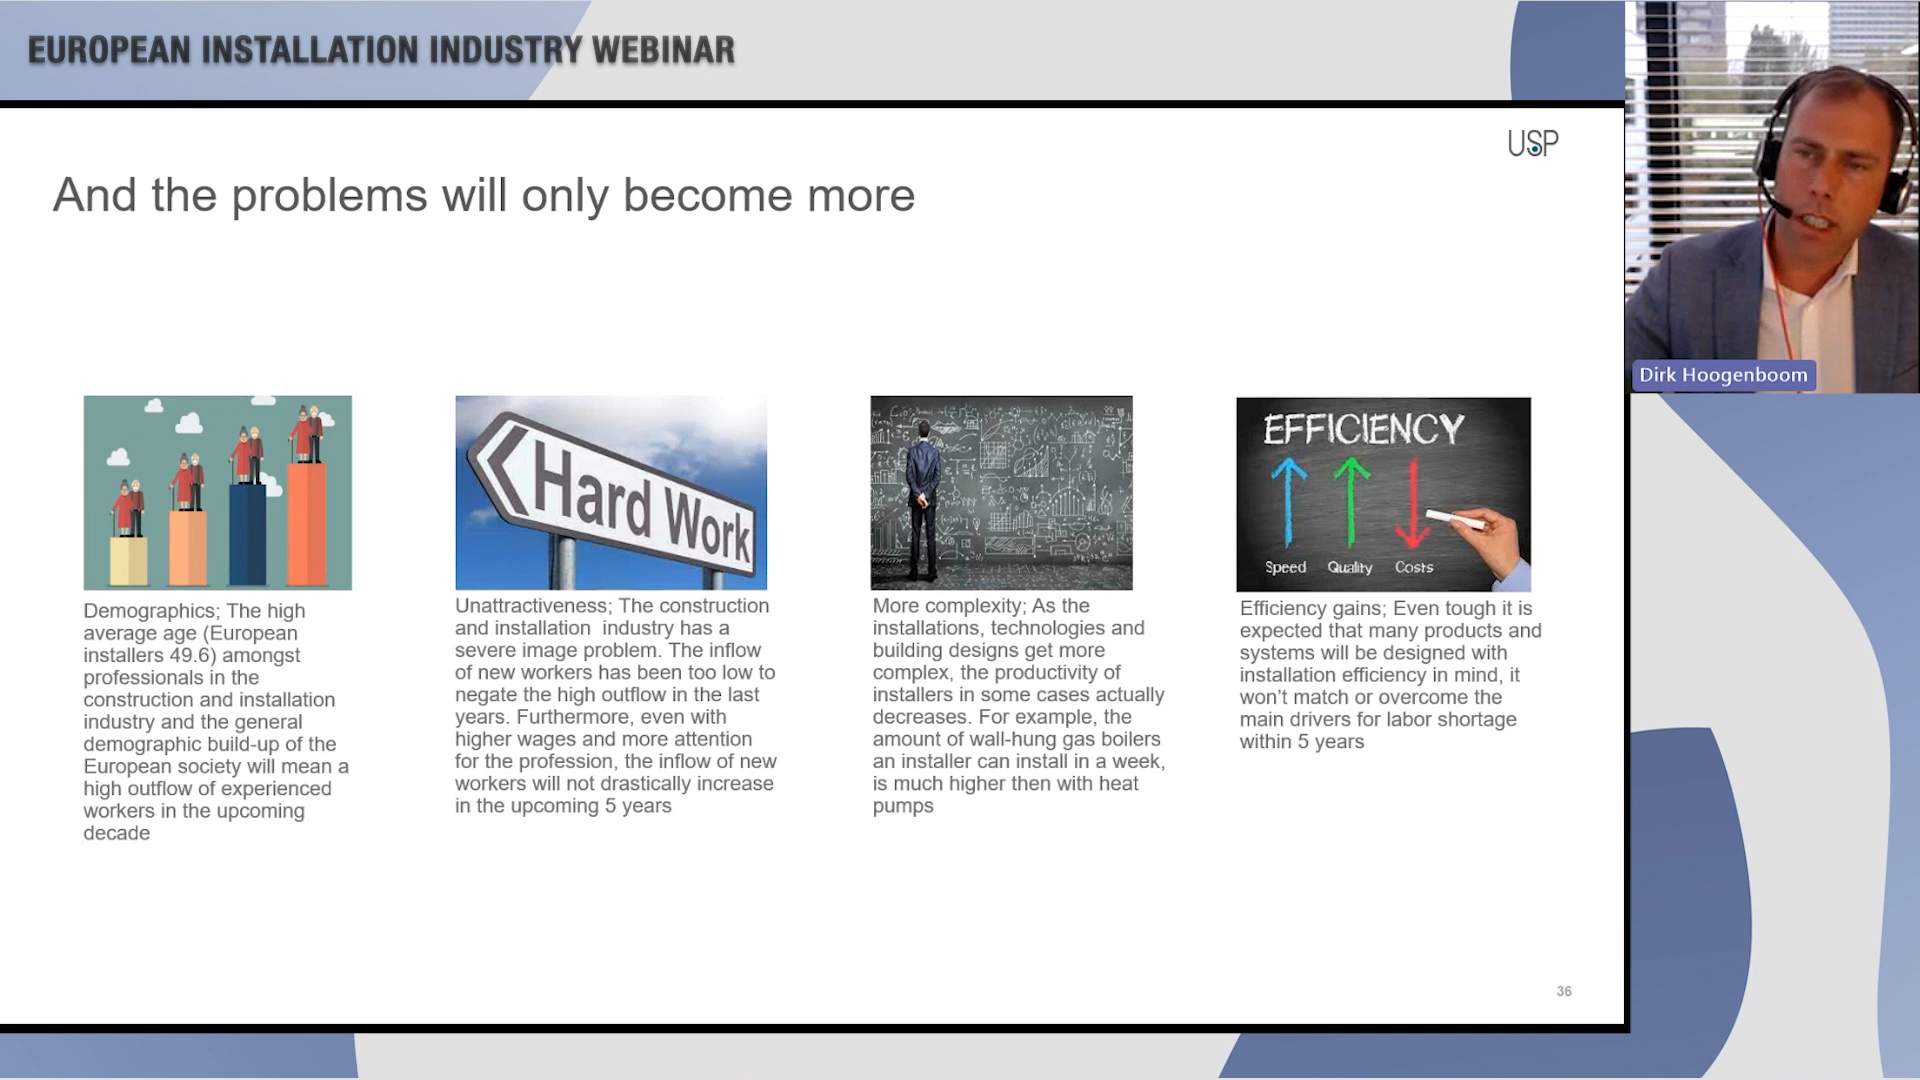 EUROPEAN INSTALLATION INDUSTRY WEBINAR
USP
And the problems will only become more
Hard Work
EFFICIENCY
Speed Quality Costs
Demographics; The high
average age (European
installers 49.6) amongst
professionals in the
construction and installation
industry and the general
demographic build-up of the
European society will mean a
high outflow of experienced
workers in the upcoming
decade
Unattractiveness; The construction
and installation industry has a
severe image problem. The inflow
of new workers has been too low to
negate the high outflow in the last
years. Furthermore, even with
higher wages and more attention
for the profession, the inflow of new
workers will not drastically increase
in the upcoming 5 years
More complexity; As the
installations, technologies and
building designs get more
complex, the productivity of
installers in some cases actually
decreases. For example, the
amount of wall-hung gas boilers
an installer can install in a week,
is much higher then with heat
pumps
Efficiency gains; Even tough it is
expected that many products and
systems will be designed with
installation efficiency in mind, it
won't match or overcome the
main drivers for labor shortage
within 5 years
36
Dirk Hoogenboom